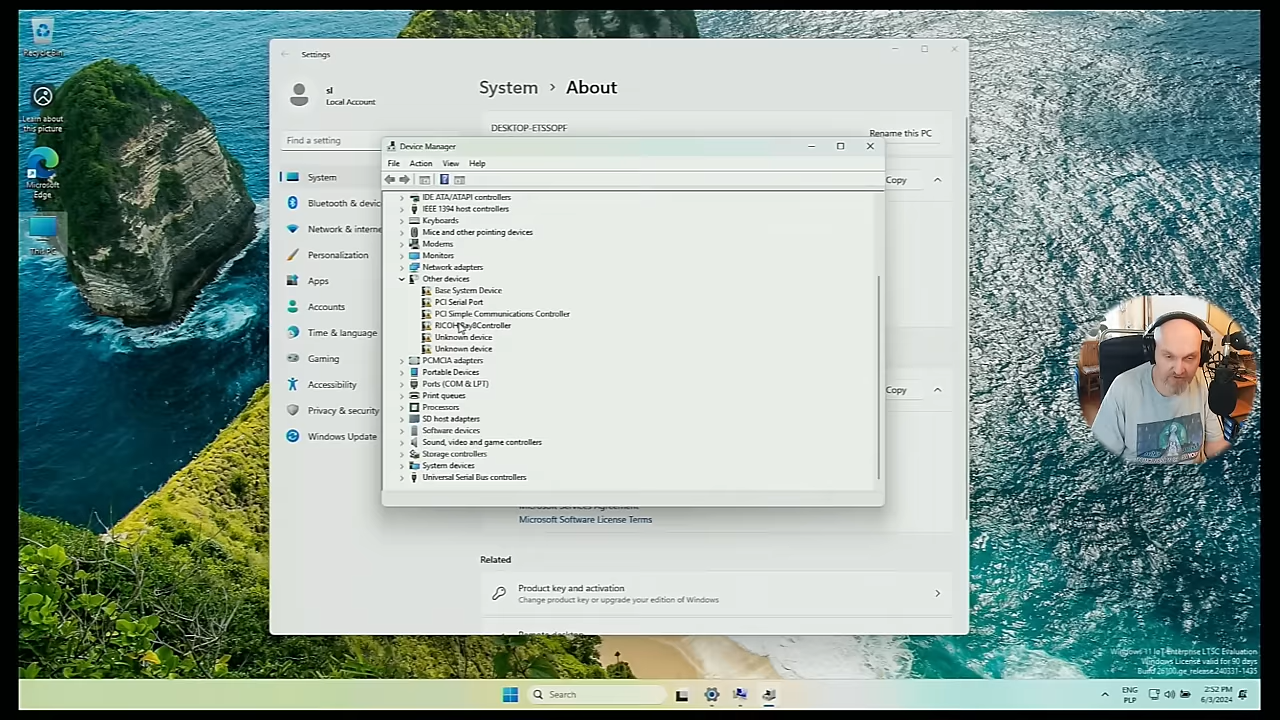 Recycle Bin
Learn about
this picture
Microsoft
Edge
Settings
sl
Local Account
Find a setting
System
Bluetooth & devic
Network & interne
Personalization
Apps
Accounts
Time & language
Gaming
Accessibility
Privacy & security
Windows Update
System > About
DESKTOP-ETSSOPF
Rename this PC
Copy
Copy
Device Manager
File Action View Help
IDE ATA/ATAPI controllers
IEEE 1394 host controllers
Keyboards
Mice and other pointing devices
Modems
Monitors
Network adapters
Other devices
Base System Device
PCI Serial Port
PCI Simple Communications Controller
Unknown device
Unknown device
PCMCIA adapters
Portable Devices
Ports (COM & LPT)
Print queues
Processors
SD host adapters
Software devices
Sound, video and game controllers
Storage controllers
System devices
Universal Serial Bus controllers
Microsoft Services Agreement
Microsoft Software License Terms
Related
Product key and activation
Change product key or upgrade your edition of Windows
Remote desktop
Windows 11 IoT Enterprise LTSC Evaluation
Windows License valid for 90 days
Build 26100.ge_release.240331-1435
Search
ENG
PLP
2:52 PM
6/3/2024